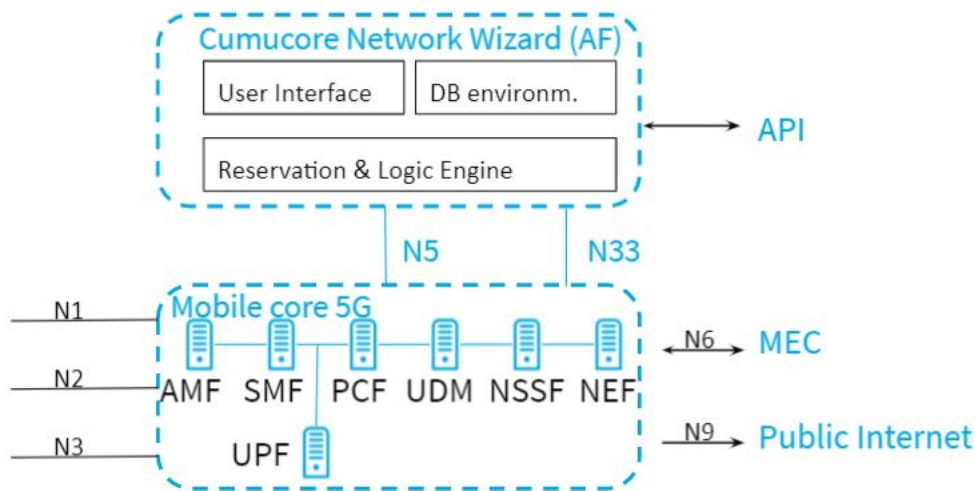 Cumucore Network Wizard (AF)
User Interface
DB environm.
Reservation & Logic Engine
API
N5
N33
Mobile core 5G
N1
N2
N3
AMF
SMF
PCF
UDM
NSSF
NEF
UPF
N6
MEC
N9
Public Internet